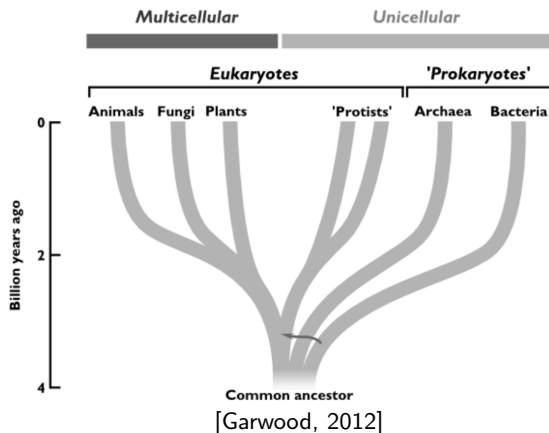 Multicellular Unicellular
Eukaryotes 'Prokaryotes'
Animals Fungi Plants 'Protists' Archaea Bacteria
0
2
4
Billion years ago
Common ancestor
[Garwood, 2012]